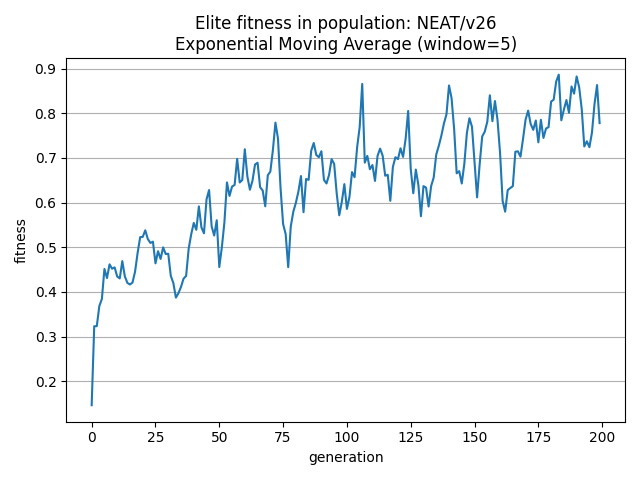 Elite fitness in population: NEAT/v26
Exponential Moving Average (window=5)
fitness
0.9
0.8
0.7
0.6
0.5
0.4
0.3
0.2
0 25 50 75 100 125 150 175 200
generation